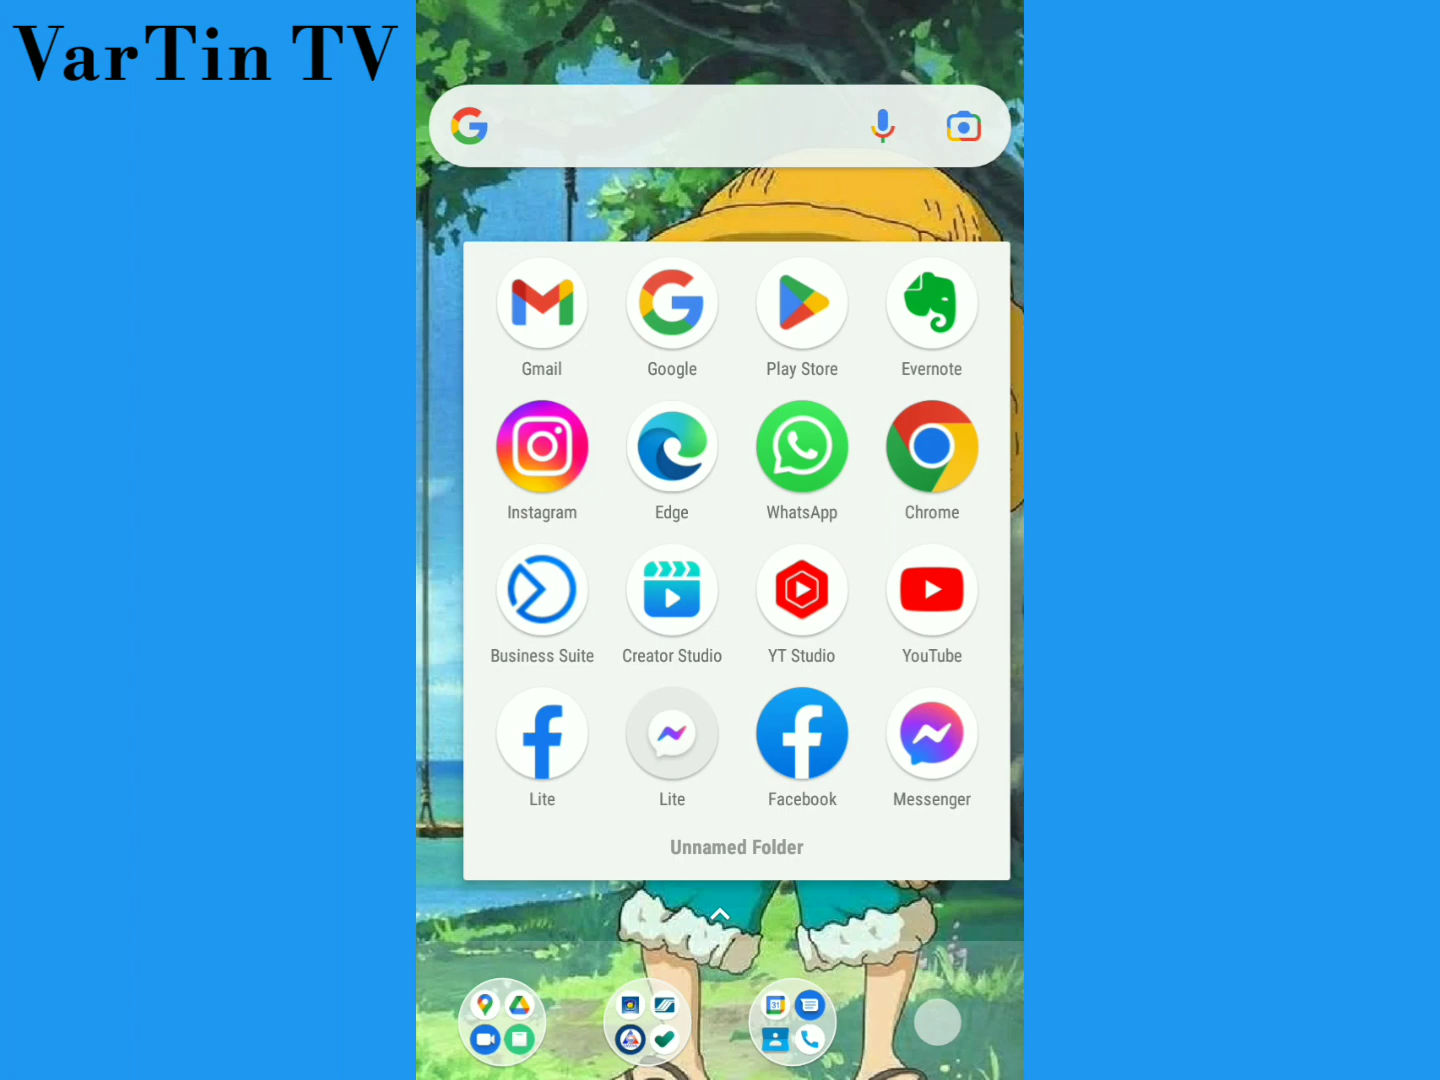 VarTin TV
Gmail
Google
Play Store
Evernote
Instagram
Edge
WhatsApp
Chrome
Business Suite
Creator Studio
YT Studio
YouTube
Lite
Lite
Facebook
Messenger
Unnamed Folder
31